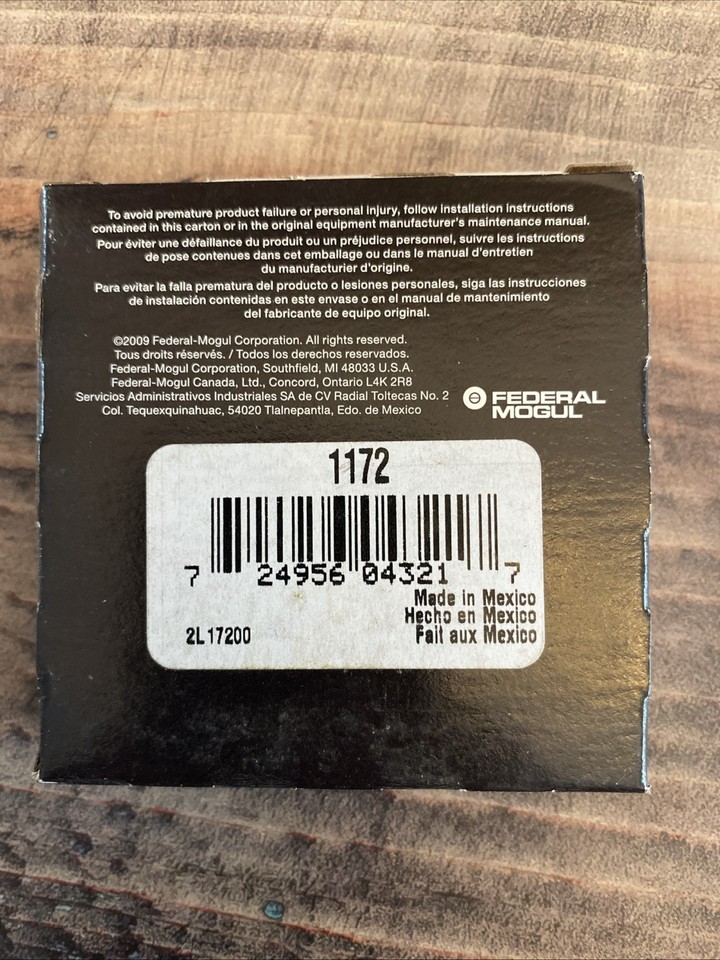 To avoid premature product failure or personal injury, follow installation instructions
contained in this carton or in the original equipment manufacturer's maintenance manual.
Pour éviter une défaillance du produit ou un préjudice personnel, suivre les instructions
de pose contenues dans cet emballage ou dans le manuel d'entretien
du manufacturier d'origine.
Para evitar la falla prematura del producto o lesiones personales, siga las instrucciones
de instalación contenidas en este envase o en el manual de mantenimiento
del fabricante de equipo original.
©2009 Federal-Mogul Corporation. All rights reserved.
Tous droits réservés. / Todos los derechos reservados.
Federal-Mogul Corporation, Southfield, MI 48033 U.S.A.
Federal-Mogul Canada, Ltd., Concord, Ontario L4K 2R8
Servicios Administrativos Industriales SA de CV Radial Toltecas No. 2
Col. Tequexquinahuac, 54020 Tlalnepantla, Edo. de Mexico
FEDERAL
MOGUL
1172
7 24956 04321 7
Made in Mexico
Hecho en Mexico
2L17200 Fait aux Mexico